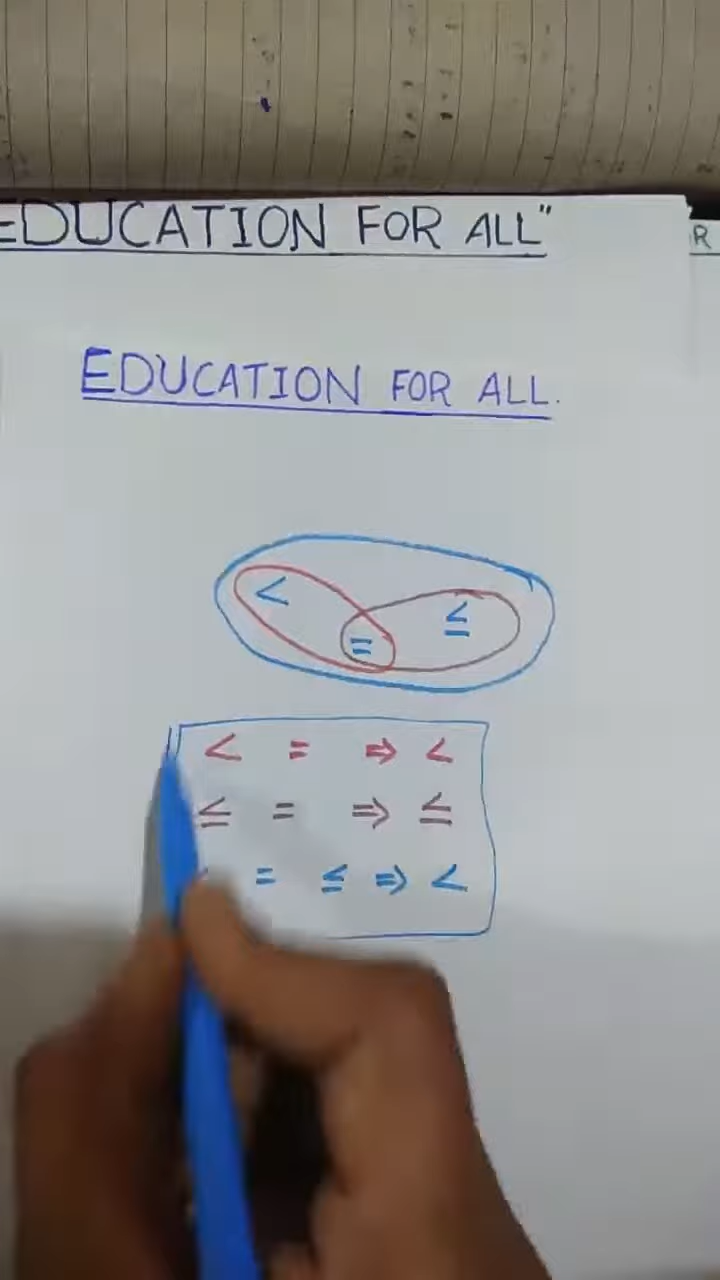 EDUCATION FOR ALL"
R
EDUCATION FOR ALL.
< ≤
=
< = ⇒ <
≤ = ⇒ ≤
= ≤ ⇒ <